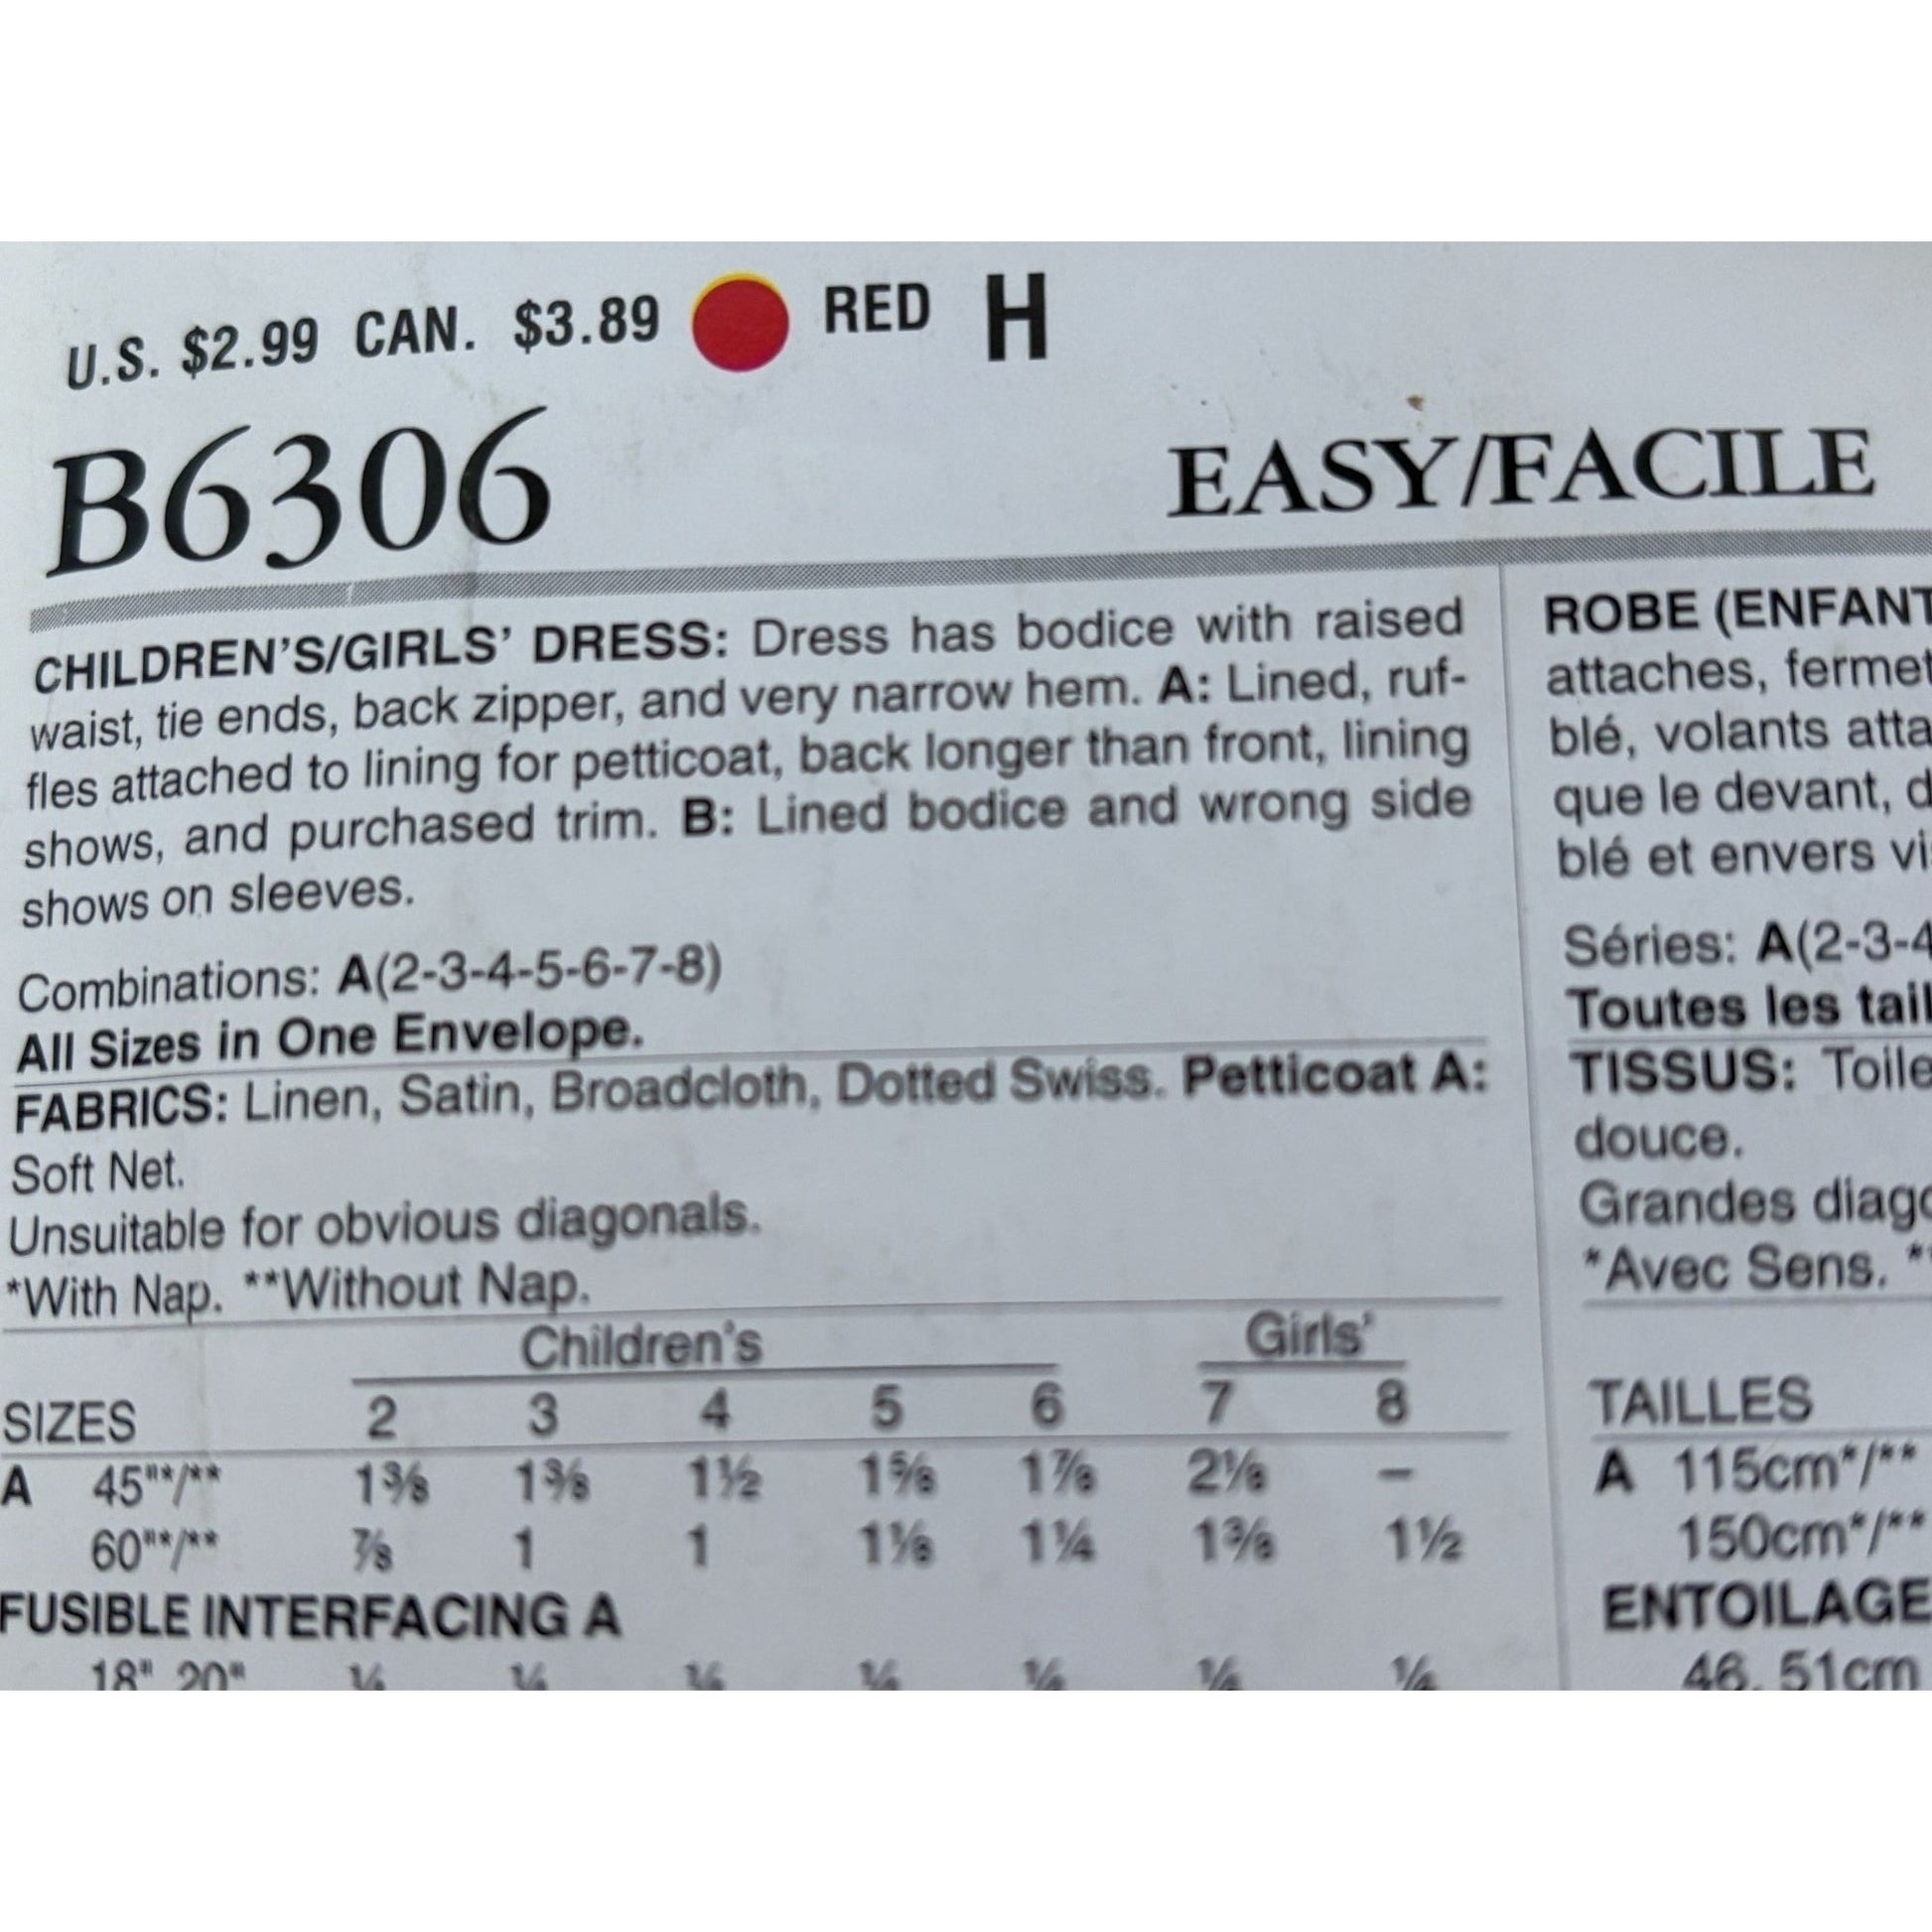 U.S. $2.99 CAN. $3.89 RED H
B6306
EASY/FACILE
CHILDREN'S/GIRLS' DRESS: Dress has bodice with raised
waist, tie ends, back zipper, and very narrow hem. A: Lined, ruf-
fles attached to lining for petticoat, back longer than front, lining
shows, and purchased trim. B: Lined bodice and wrong side
shows on sleeves.
Combinations: A(2-3-4-5-6-7-8)
All Sizes in One Envelope.
FABRICS: Linen, Satin, Broadcloth, Dotted Swiss. Petticoat A:
Soft Net.
Unsuitable for obvious diagonals.
*With Nap. **Without Nap.
Children's Girls'
SIZES 2 3 4 5 6 7 8
A 45"*/** 1⅜ 1⅜ 1½ 1⅝ 1⅞ 2⅛ –
60"*/** ⅞ 1 1 1⅛ 1¼ 1⅜ 1½
FUSIBLE INTERFACING A
18" 20"
ROBE (ENFANT
attaches, fermet
blé, volants atta
que le devant, d
blé et envers vi
Séries: A(2-3-4
Toutes les tail
TISSUS: Toile
douce.
Grandes diago
*Avec Sens. *
TAILLES
A 115cm*/**
150cm*/**
ENTOILAGE
46, 51cm